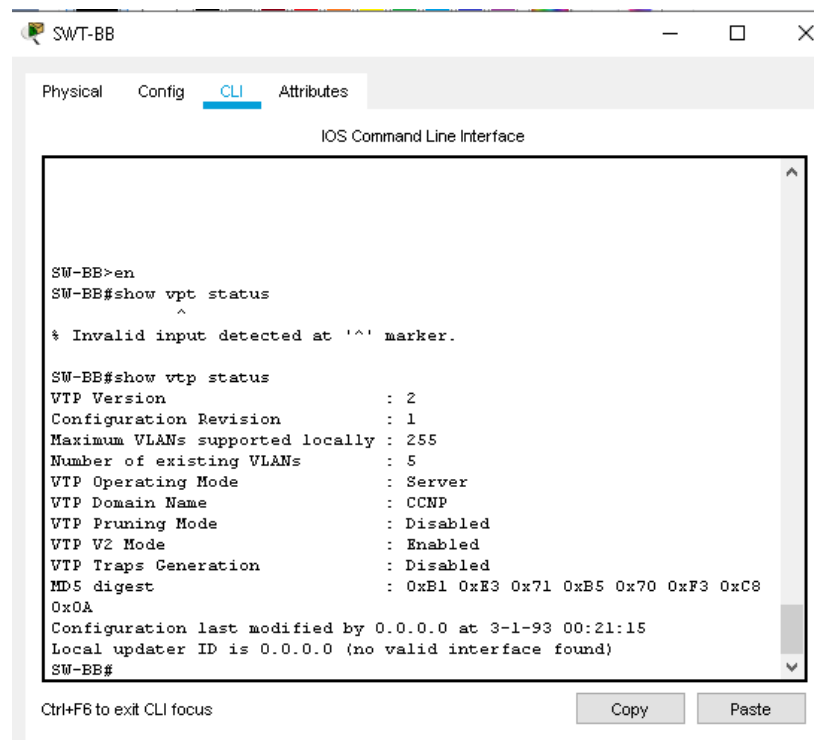 SWT-BB
Physical Config CLI Attributes
IOS Command Line Interface
SW-BB>en
SW-BB#show vpt status
^
% Invalid input detected at '^' marker.
SW-BB#show vtp status
VTP Version : 2
Configuration Revision : 1
Maximum VLANs supported locally : 255
Number of existing VLANs : 5
VTP Operating Mode : Server
VTP Domain Name : CCNP
VTP Pruning Mode : Disabled
VTP V2 Mode : Enabled
VTP Traps Generation : Disabled
MD5 digest : 0xB1 0xE3 0x71 0xB5 0x70 0xF3 0xC8
0x0A
Configuration last modified by 0.0.0.0 at 3-1-93 00:21:15
Local updater ID is 0.0.0.0 (no valid interface found)
SW-BB#
Ctrl+F6 to exit CLI focus Copy Paste